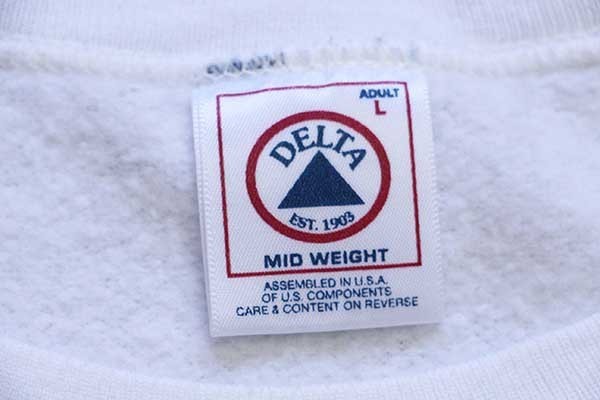 ADULT
L
DELTA
EST. 1903
MID WEIGHT
ASSEMBLED IN U.S.A.
OF U.S. COMPONENTS
CARE & CONTENT ON REVERSE